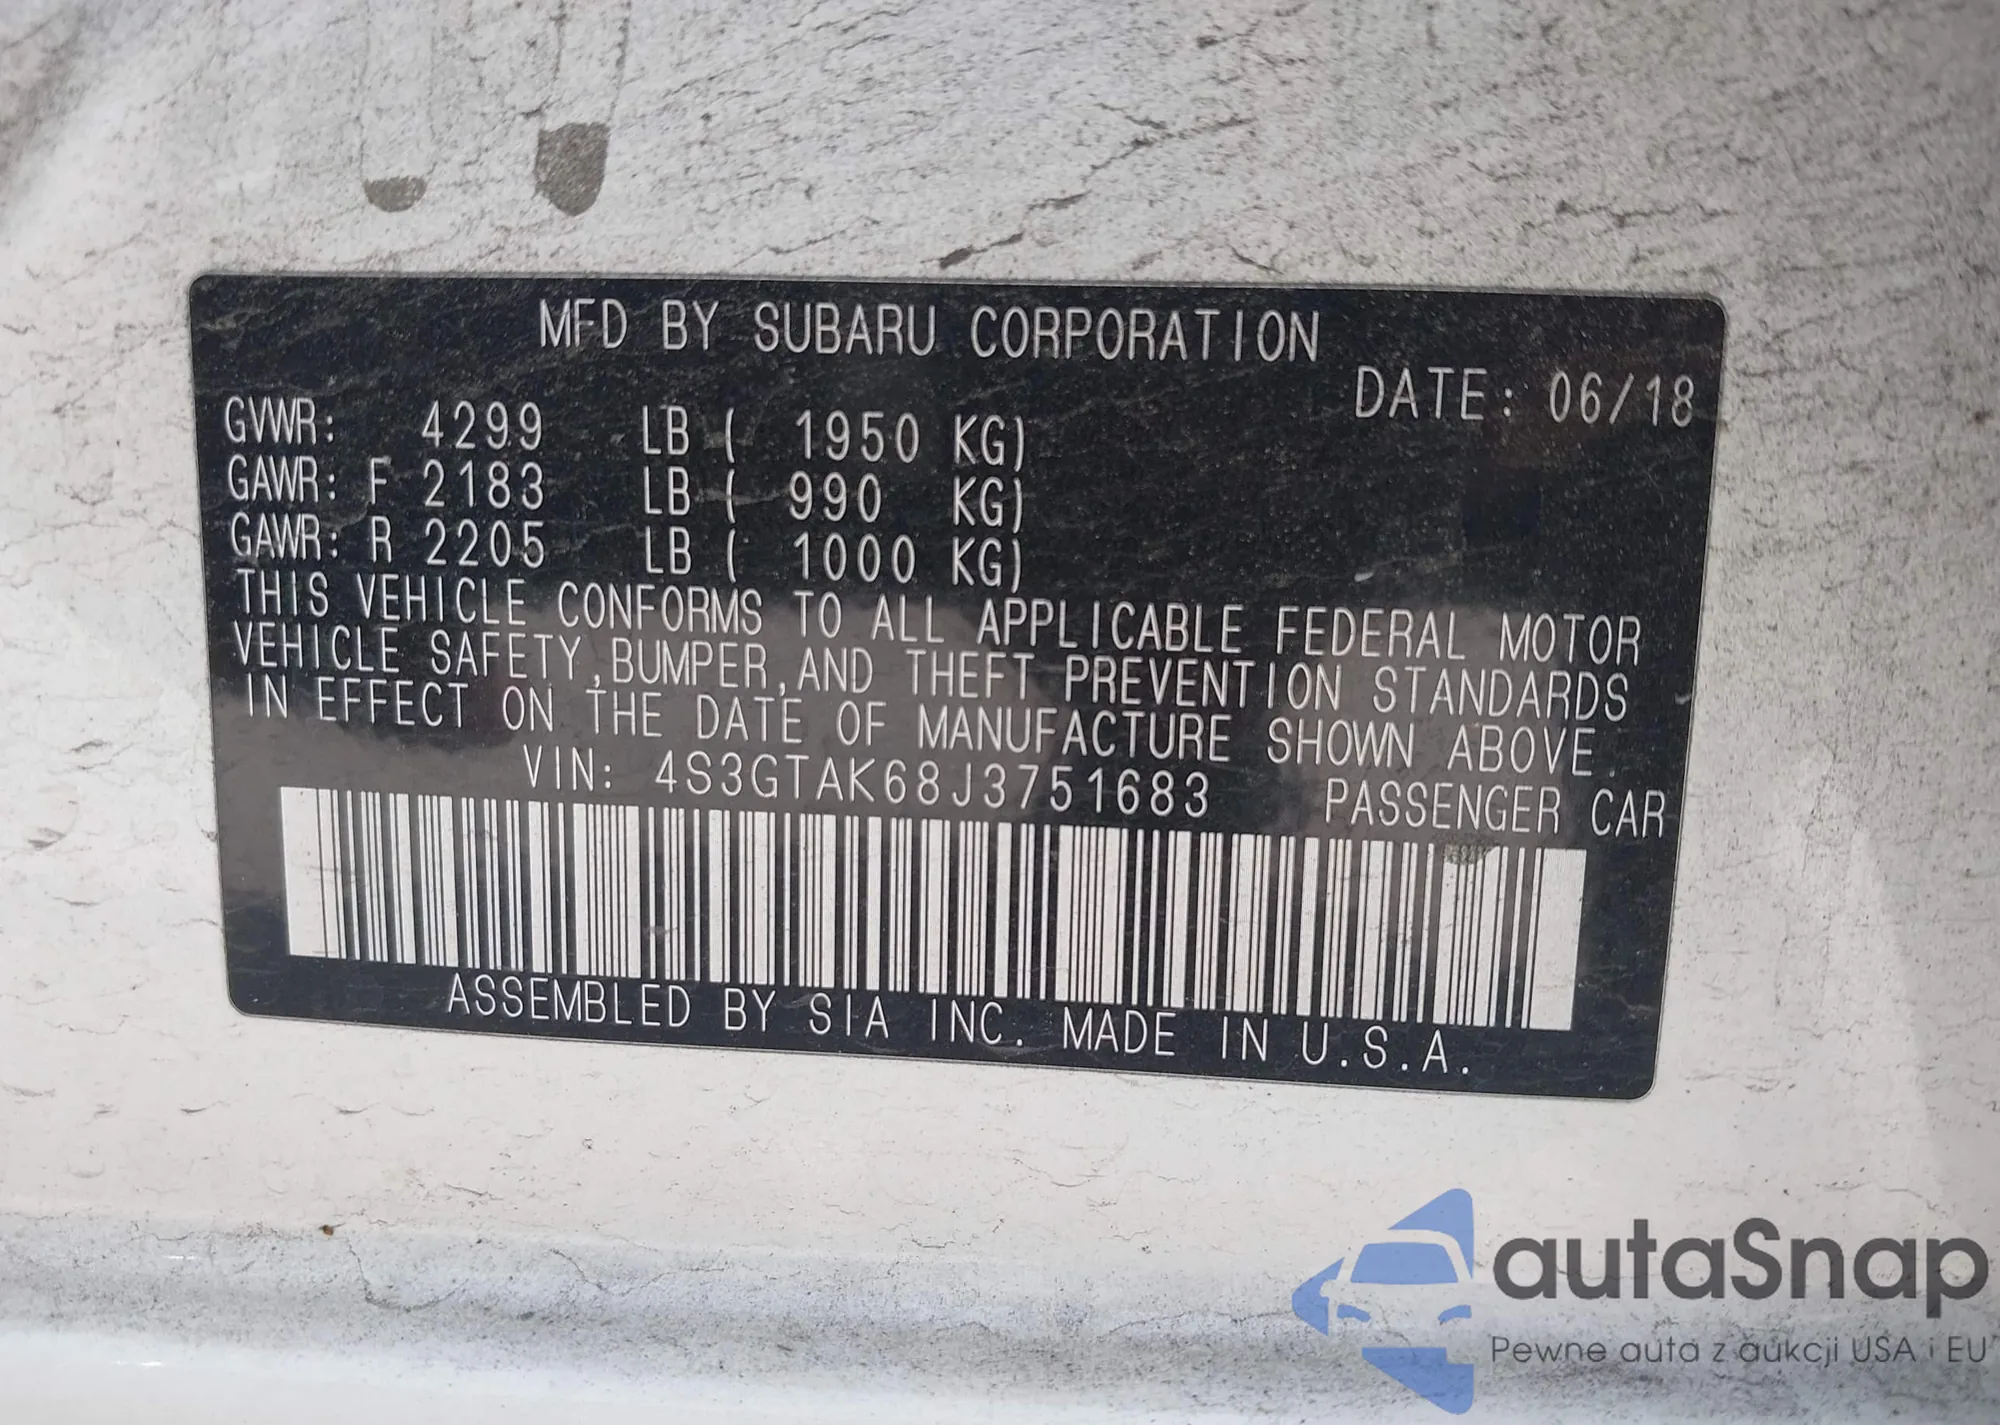 MFD BY SUBARU CORPORATION
DATE: 06/18
GVWR: 4299 LB ( 1950 KG)
GAWR: F 2183 LB ( 990 KG)
GAWR: R 2205 LB ( 1000 KG)
THIS VEHICLE CONFORMS TO ALL APPLICABLE FEDERAL MOTOR
VEHICLE SAFETY,BUMPER,AND THEFT PREVENTION STANDARDS
IN EFFECT ON THE DATE OF MANUFACTURE SHOWN ABOVE.
VIN: 4S3GTAK68J3751683 PASSENGER CAR
ASSEMBLED BY SIA INC. MADE IN U.S.A.
autaSnap
Pewne auta z aukcji USA i EU